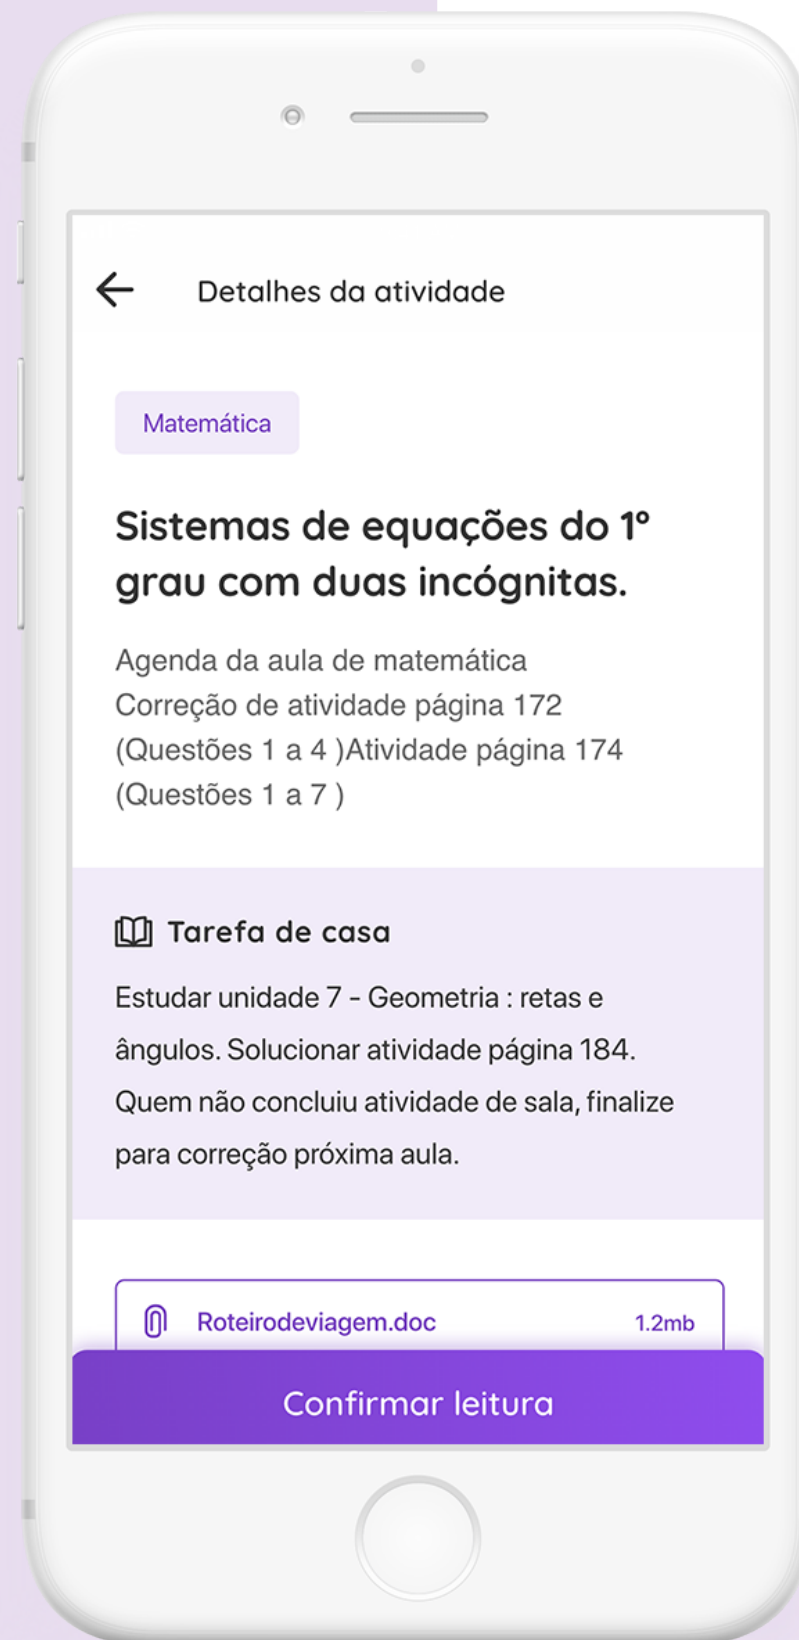 Detalhes da atividade
Matemática
Sistemas de equações do 1º
grau com duas incógnitas.
Agenda da aula de matemática
Correção de atividade página 172
(Questões 1 a 4 )Atividade página 174
(Questões 1 a 7 )
Tarefa de casa
Estudar unidade 7 - Geometria : retas e
ângulos. Solucionar atividade página 184.
Quem não concluiu atividade de sala, finalize
para correção próxima aula.
Roteirodeviagem.doc 1.2mb
Confirmar leitura